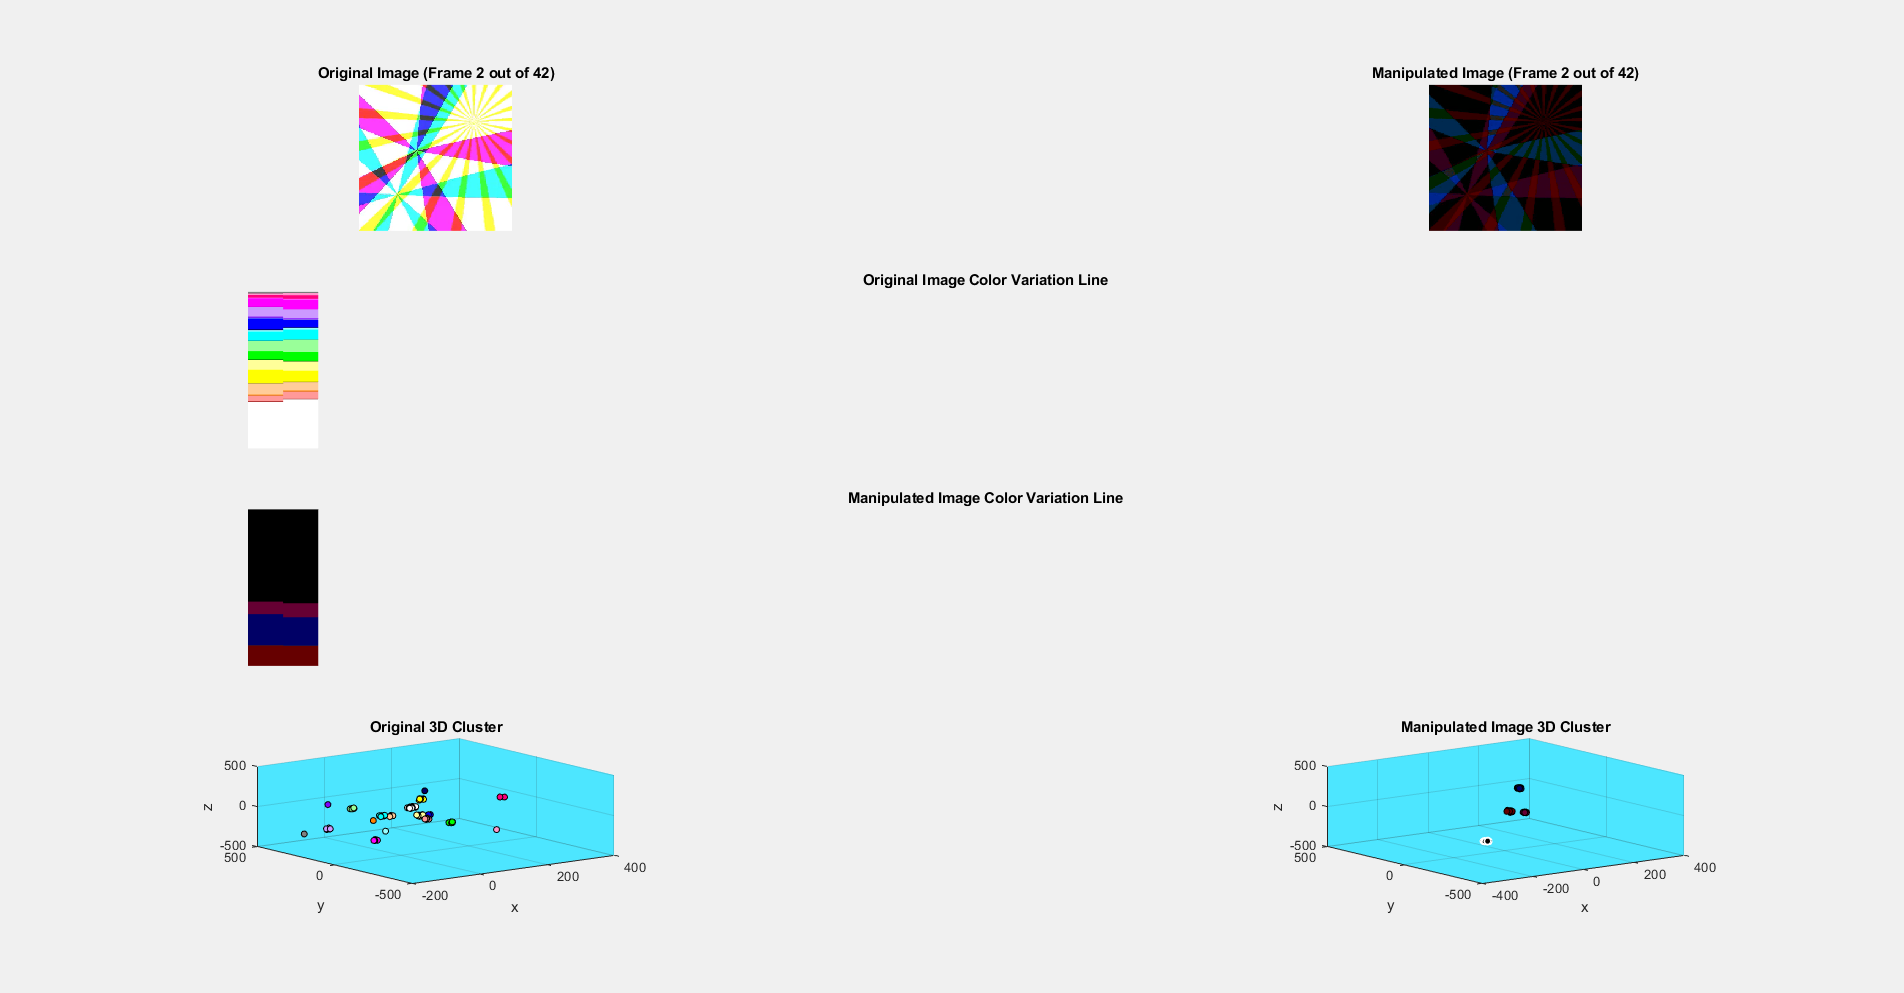 Original Image (Frame 2 out of 42)
Manipulated Image (Frame 2 out of 42)
Original Image Color Variation Line
Manipulated Image Color Variation Line
Original 3D Cluster
500
0
-500
z
500
0
-500
y
-200
0
200
400
x
Manipulated Image 3D Cluster
500
0
-500
z
500
0
-500
y
-400
-200
0
200
400
x